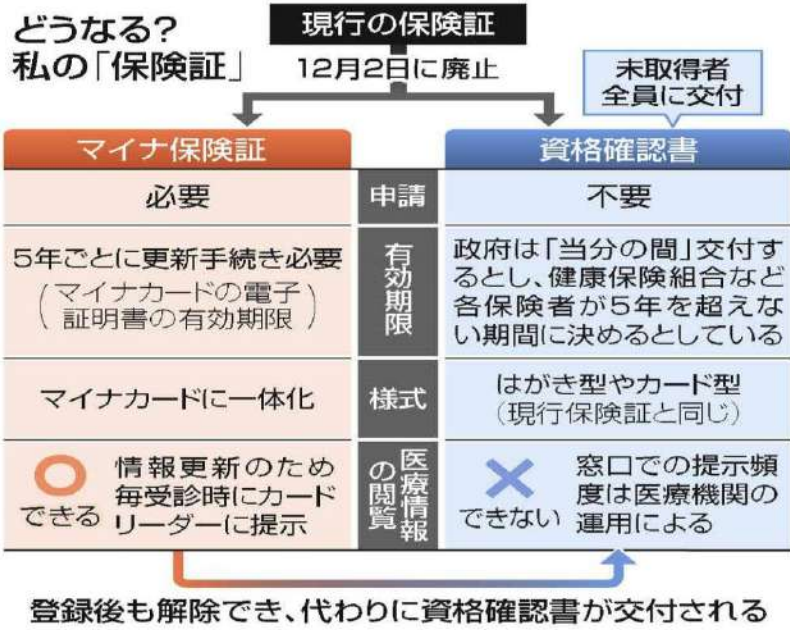 どうなる?
私の「保険証」
現行の保険証
12月2日に廃止
未取得者
全員に交付
マイナ保険証
資格確認書
必要
申請
不要
5年ごとに更新手続き必要
(マイナカードの電子
証明書の有効期限)
有効期限
政府は「当分の間」交付す
るとし、健康保険組合など
各保険者が5年を超えな
い期間に決めるとしている
マイナカードに一体化
様式
はがき型やカード型
(現行保険証と同じ)
できる
情報更新のため
毎受診時にカード
リーダーに提示
医療情報
の閲覧
できない
窓口での提示頻
度は医療機関の
運用による
登録後も解除でき、代わりに資格確認書が交付される